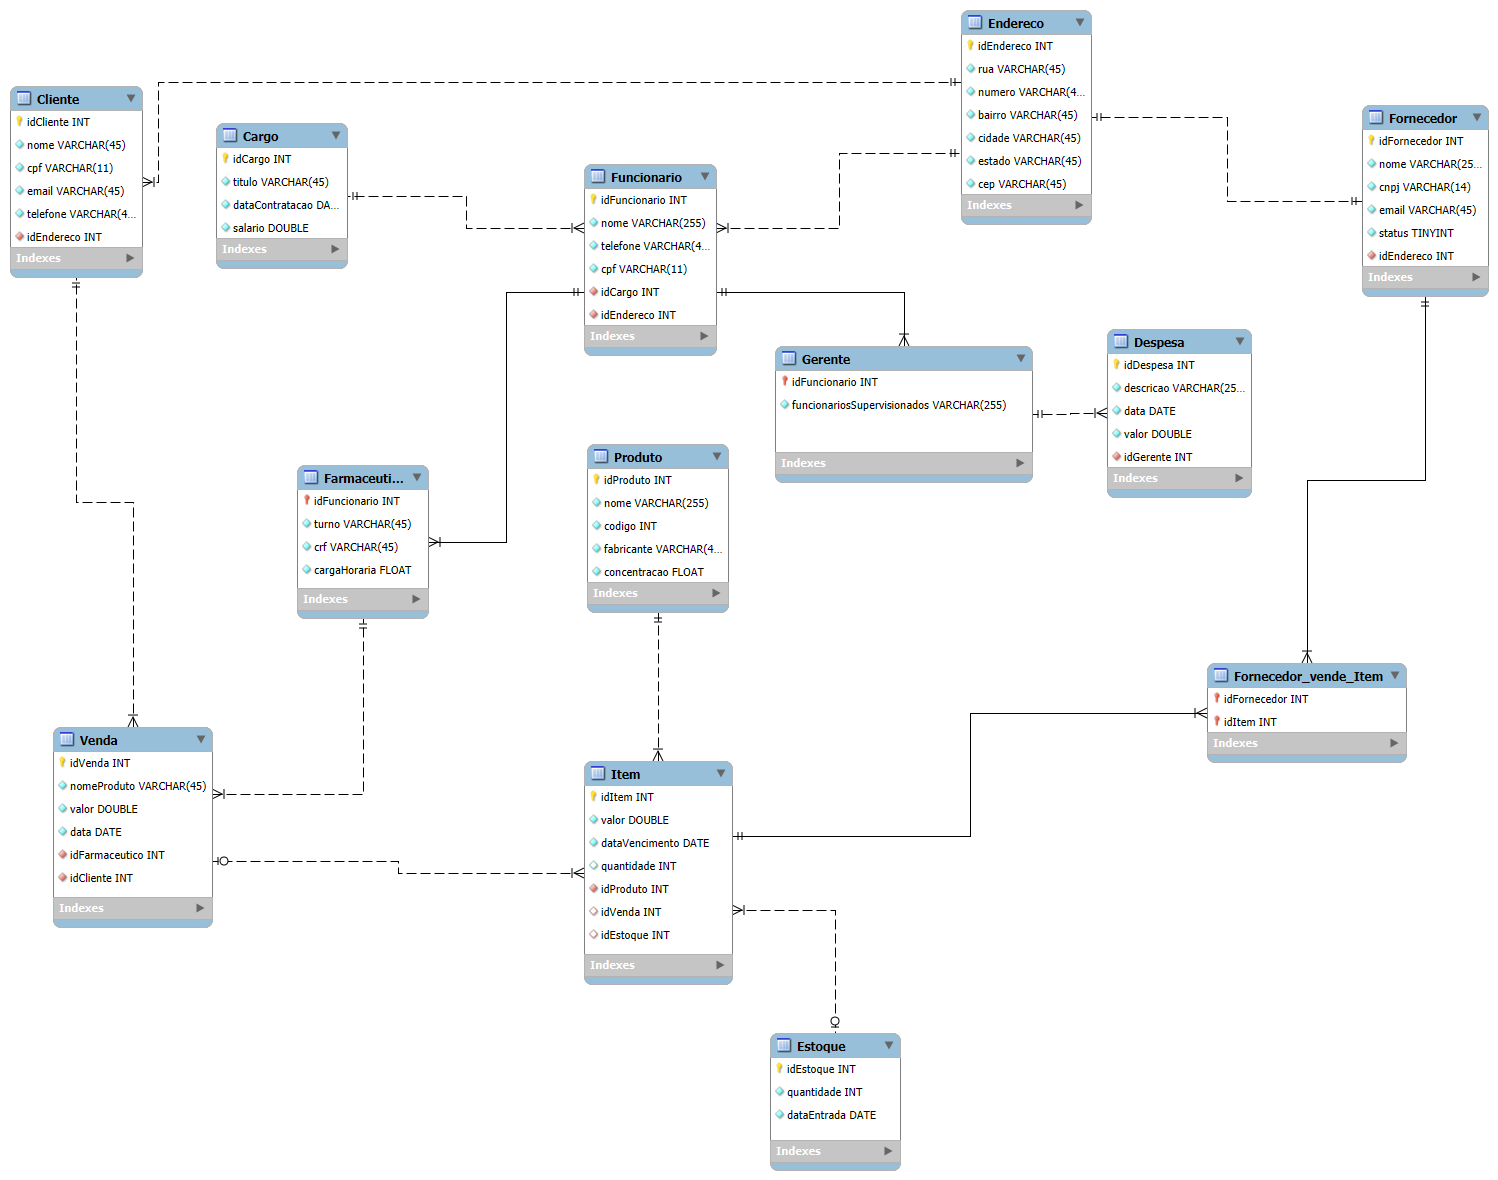 Endereco
idEndereco INT
rua VARCHAR(45)
numero VARCHAR(4...
bairro VARCHAR(45)
cidade VARCHAR(45)
estado VARCHAR(45)
cep VARCHAR(45)
Indexes
Cliente
idCliente INT
nome VARCHAR(45)
cpf VARCHAR(11)
email VARCHAR(45)
telefone VARCHAR(4...
idEndereco INT
Indexes
Cargo
idCargo INT
titulo VARCHAR(45)
dataContratacao DA...
salario DOUBLE
Indexes
Funcionario
idFuncionario INT
nome VARCHAR(255)
telefone VARCHAR(4...
cpf VARCHAR(11)
idCargo INT
idEndereco INT
Indexes
Fornecedor
idFornecedor INT
nome VARCHAR(25...
cnpj VARCHAR(14)
email VARCHAR(45)
status TINYINT
idEndereco INT
Indexes
Gerente
idFuncionario INT
funcionariosSupervisionados VARCHAR(255)
Indexes
Despesa
idDespesa INT
descricao VARCHAR(25...
data DATE
valor DOUBLE
idGerente INT
Indexes
Farmaceuti...
idFuncionario INT
turno VARCHAR(45)
crf VARCHAR(45)
cargaHoraria FLOAT
Indexes
Produto
idProduto INT
nome VARCHAR(255)
codigo INT
fabricante VARCHAR(4...
concentracao FLOAT
Indexes
Fornecedor_vende_Item
idFornecedor INT
idItem INT
Indexes
Venda
idVenda INT
nomeProduto VARCHAR(45)
valor DOUBLE
data DATE
idFarmaceutico INT
idCliente INT
Indexes
Item
idItem INT
valor DOUBLE
dataVencimento DATE
quantidade INT
idProduto INT
idVenda INT
idEstoque INT
Indexes
Estoque
idEstoque INT
quantidade INT
dataEntrada DATE
Indexes